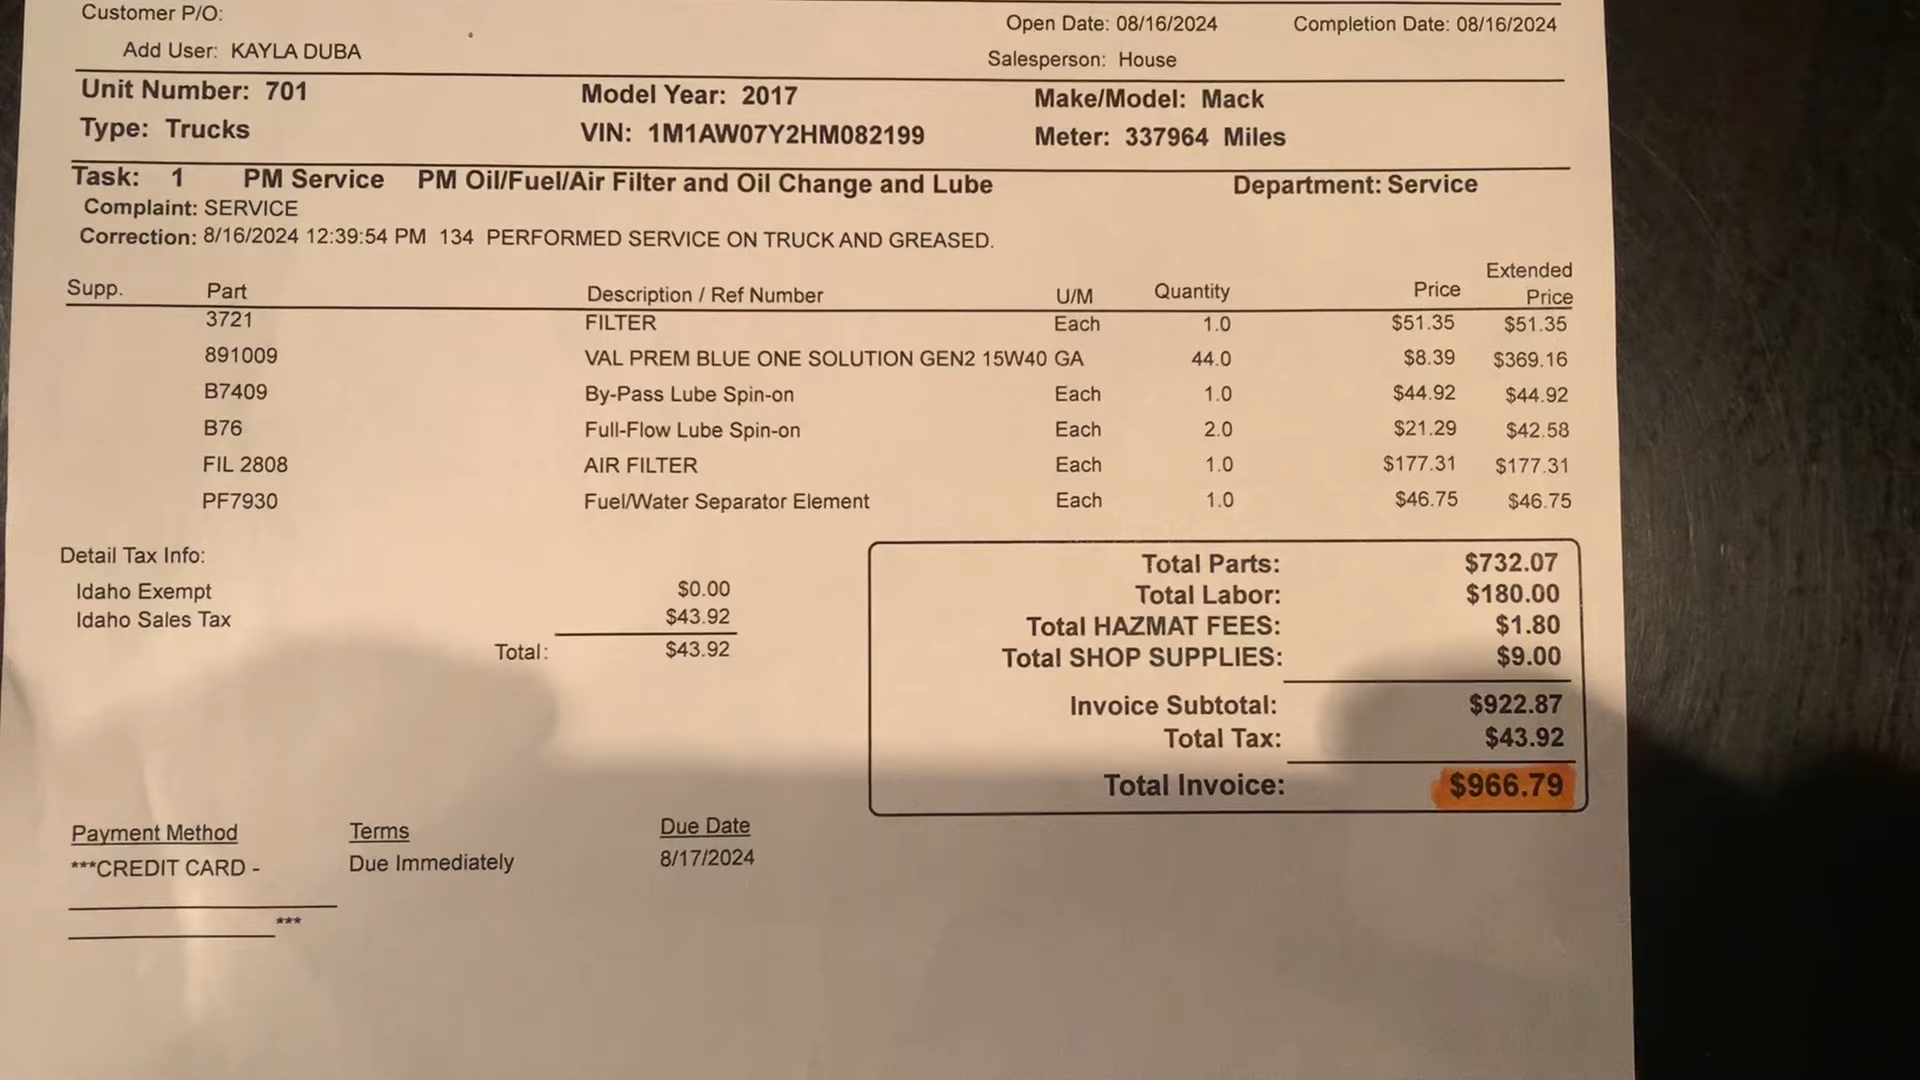 Customer P/O:
Open Date: 08/16/2024 Completion Date: 08/16/2024
Add User: KAYLA DUBA
Salesperson: House
Unit Number: 701 Model Year: 2017 Make/Model: Mack
Type: Trucks VIN: 1M1AW07Y2HM082199 Meter: 337964 Miles
Task: 1 PM Service PM Oil/Fuel/Air Filter and Oil Change and Lube Department: Service
Complaint: SERVICE
Correction: 8/16/2024 12:39:54 PM 134 PERFORMED SERVICE ON TRUCK AND GREASED.
Supp. Part Description / Ref Number U/M Quantity Price Extended Price
3721 FILTER Each 1.0 $51.35 $51.35
891009 VAL PREM BLUE ONE SOLUTION GEN2 15W40 GA 44.0 $8.39 $369.16
B7409 By-Pass Lube Spin-on Each 1.0 $44.92 $44.92
B76 Full-Flow Lube Spin-on Each 2.0 $21.29 $42.58
FIL 2808 AIR FILTER Each 1.0 $177.31 $177.31
PF7930 Fuel/Water Separator Element Each 1.0 $46.75 $46.75
Detail Tax Info:
Idaho Exempt $0.00
Idaho Sales Tax $43.92
Total: $43.92
Total Parts: $732.07
Total Labor: $180.00
Total HAZMAT FEES: $1.80
Total SHOP SUPPLIES: $9.00
Invoice Subtotal: $922.87
Total Tax: $43.92
Total Invoice: $966.79
Payment Method Terms Due Date
***CREDIT CARD - Due Immediately 8/17/2024
***